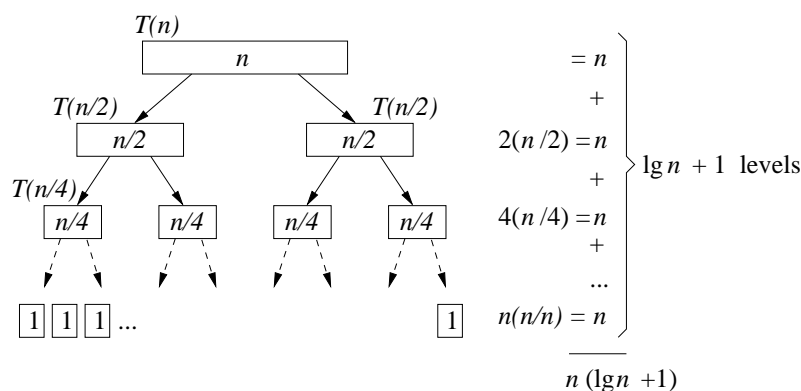 T(n)
n
= n
+
T(n/2) T(n/2)
n/2 n/2
2(n/2) = n
lg n + 1 levels
+
T(n/4)
n/4 n/4 n/4 n/4
4(n/4) = n
+
...
1 1 1 ... 1
n(n/n) = n
n (lg n + 1)